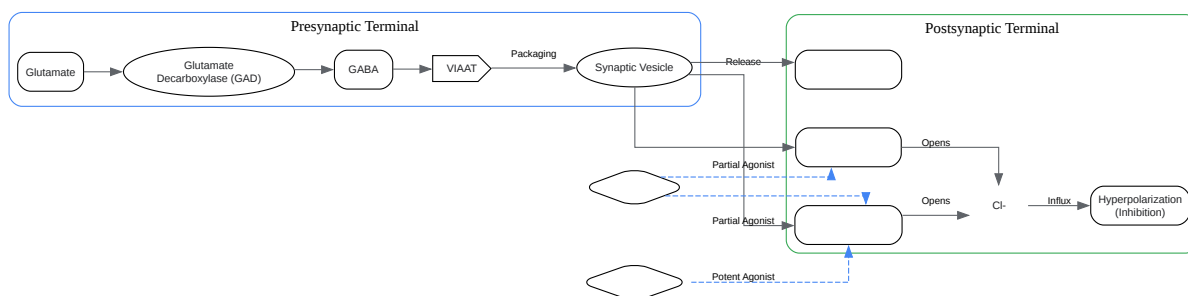 Presynaptic Terminal
Postsynaptic Terminal
Glutamate
Glutamate
Decarboxylase (GAD)
GABA
VIAAT
Packaging
Synaptic Vesicle
Release
Opens
Partial Agonist
Opens
Partial Agonist
Cl-
Influx
Hyperpolarization
(Inhibition)
Potent Agonist